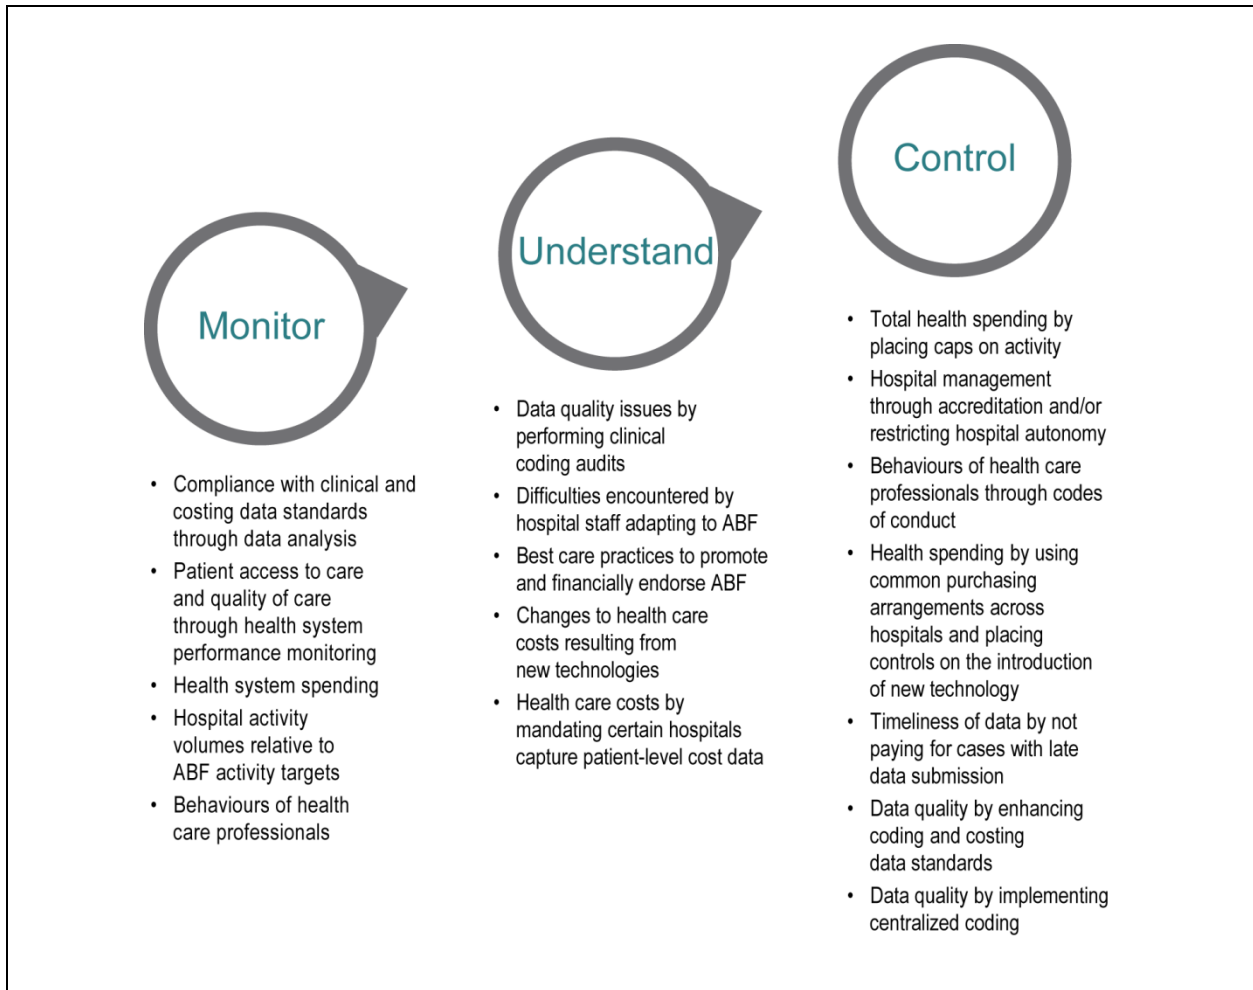 Monitor
• Compliance with clinical and
costing data standards
through data analysis
• Patient access to care
and quality of care
through health system
performance monitoring
• Health system spending
• Hospital activity
volumes relative to
ABF activity targets
• Behaviours of health
care professionals
Understand
• Data quality issues by
performing clinical
coding audits
• Difficulties encountered by
hospital staff adapting to ABF
• Best care practices to promote
and financially endorse ABF
• Changes to health care
costs resulting from
new technologies
• Health care costs by
mandating certain hospitals
capture patient-level cost data
Control
• Total health spending by
placing caps on activity
• Hospital management
through accreditation and/or
restricting hospital autonomy
• Behaviours of health care
professionals through codes
of conduct
• Health spending by using
common purchasing
arrangements across
hospitals and placing
controls on the introduction
of new technology
• Timeliness of data by not
paying for cases with late
data submission
• Data quality by enhancing
coding and costing
data standards
• Data quality by implementing
centralized coding